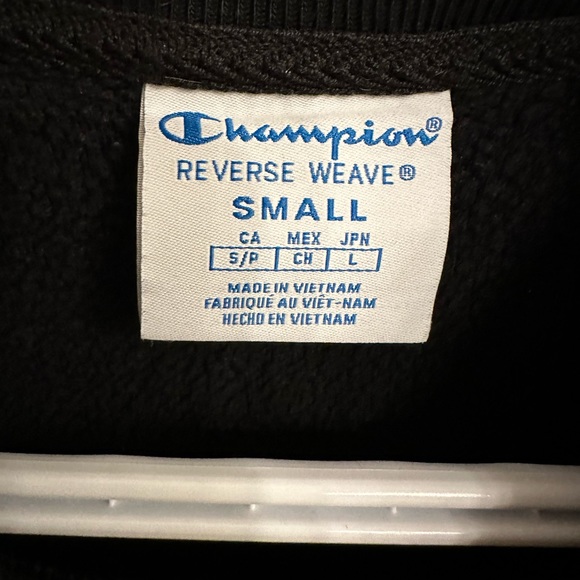 Champion®
REVERSE WEAVE®
SMALL
CA MEX JPN
S/P CH L
MADE IN VIETNAM
FABRIQUÉ AU VIÊT-NAM
HECHO EN VIETNAM